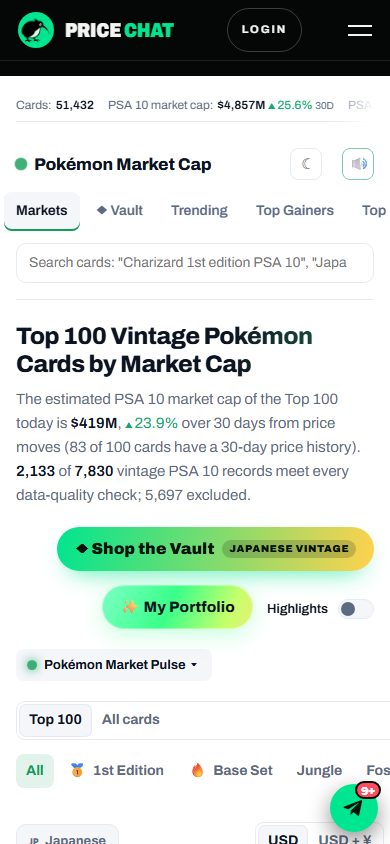 PRICE CHAT
LOGIN
Cards: 51,432 PSA 10 market cap: $4,857M ▲25.6% 30D PSA
Pokémon Market Cap
Markets ◆ Vault Trending Top Gainers Top
Search cards: "Charizard 1st edition PSA 10", "Japa
Top 100 Vintage Pokémon
Cards by Market Cap
The estimated PSA 10 market cap of the Top 100
today is $419M, ▲23.9% over 30 days from price
moves (83 of 100 cards have a 30-day price history).
2,133 of 7,830 vintage PSA 10 records meet every
data-quality check; 5,697 excluded.
◆ Shop the Vault JAPANESE VINTAGE
✨ My Portfolio Highlights
Pokémon Market Pulse
Top 100 All cards
All 🥇 1st Edition 🔥 Base Set Jungle Fos
9+
JP Japanese USD USD + ¥